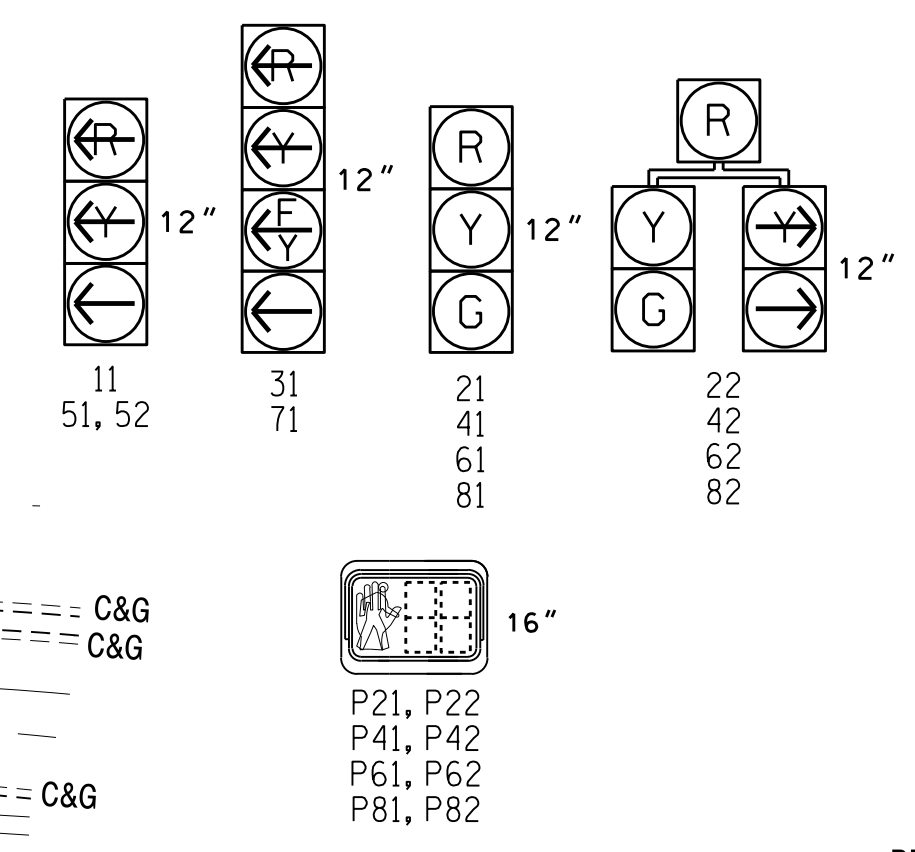 R
Y
12"
11
51, 52
R
Y
F
Y
12"
31
71
R
Y
G
12"
21
41
61
81
R
Y
Y
G
12"
22
42
62
82
C&G
C&G
C&G
16"
P21, P22
P41, P42
P61, P62
P81, P82